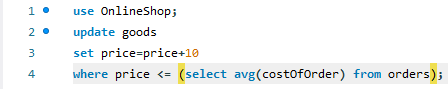 1 use OnlineShop;
2 update goods
3 set price=price+10
4 where price <= (select avg(costOfOrder) from orders);